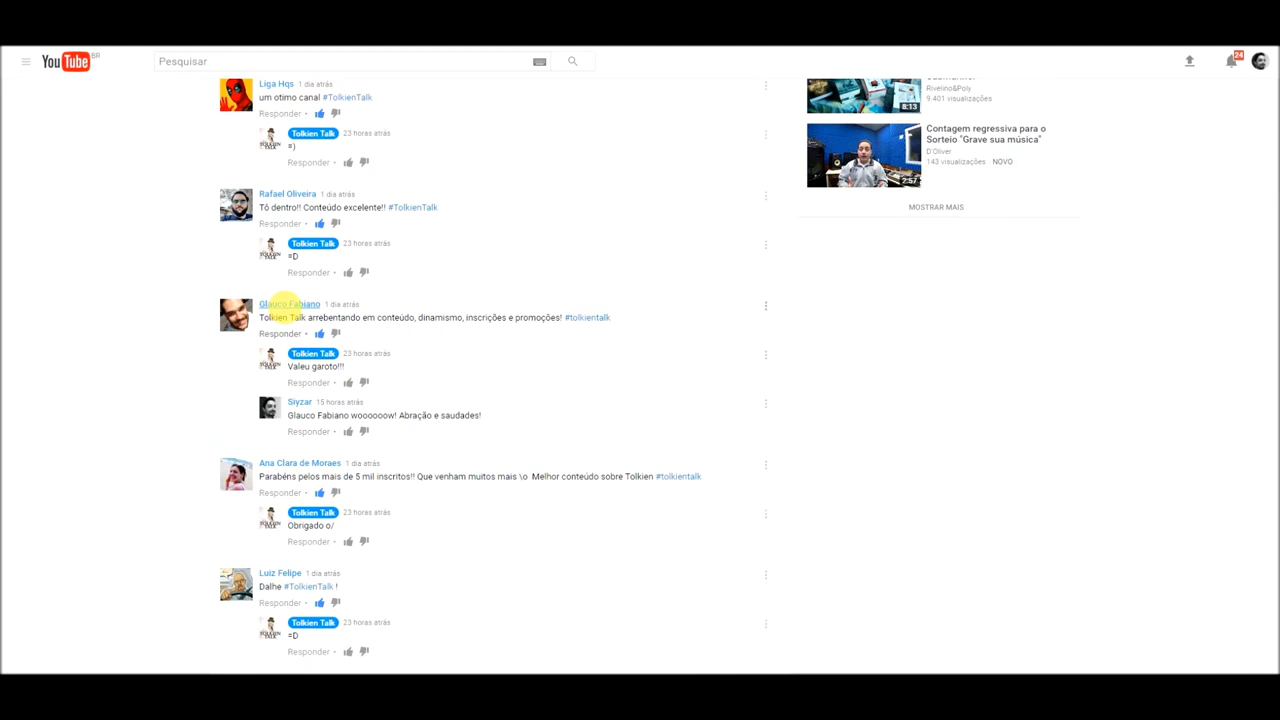 YouTube BR
Pesquisar
24
Liga Hqs 1 dia atrás
um otimo canal #TolkienTalk
Responder •
Tolkien Talk 23 horas atrás
=)
Responder •
Rafael Oliveira 1 dia atrás
Tô dentro!! Conteúdo excelente!! #TolkienTalk
Responder •
Tolkien Talk 23 horas atrás
=D
Responder •
Glauco Fabiano 1 dia atrás
Tolkien Talk arrebentando em conteúdo, dinamismo, inscrições e promoções! #tolkientalk
Responder •
Tolkien Talk 23 horas atrás
Valeu garoto!!!
Responder •
Siyzar 15 horas atrás
Glauco Fabiano woooooow! Abração e saudades!
Responder •
Ana Clara de Moraes 1 dia atrás
Parabéns pelos mais de 5 mil inscritos!! Que venham muitos mais \o Melhor conteúdo sobre Tolkien #tolkientalk
Responder •
Tolkien Talk 23 horas atrás
Obrigado o/
Responder •
Luiz Felipe 1 dia atrás
Dalhe #TolkienTalk !
Responder •
Tolkien Talk 23 horas atrás
=D
Responder •
Rivelino&Poly
9.401 visualizações
8:13
Contagem regressiva para o
Sorteio "Grave sua música"
D'Oliver
143 visualizações NOVO
2:57
MOSTRAR MAIS